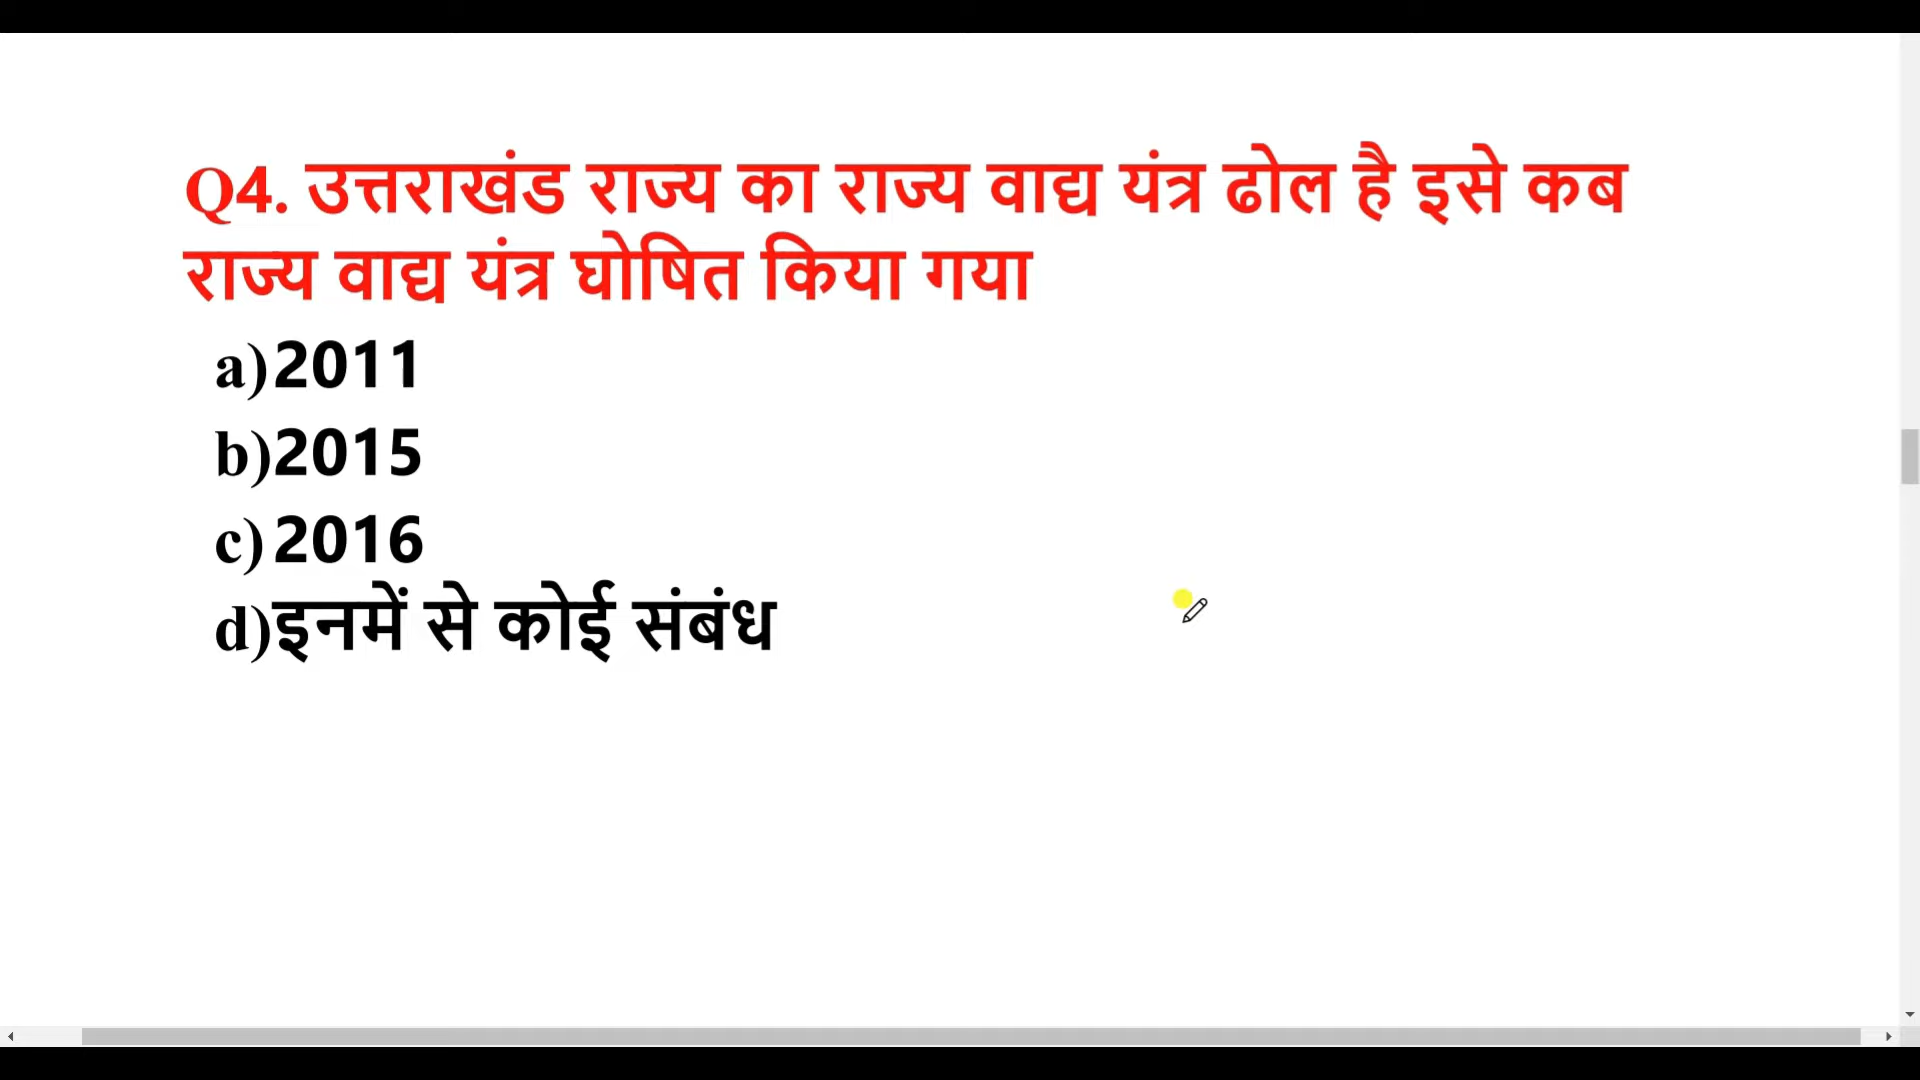 Q4. उत्तराखंड राज्य का राज्य वाद्य यंत्र ढोल है इसे कब
राज्य वाद्य यंत्र घोषित किया गया
a) 2011
b) 2015
c) 2016
d) इनमें से कोई संबंध